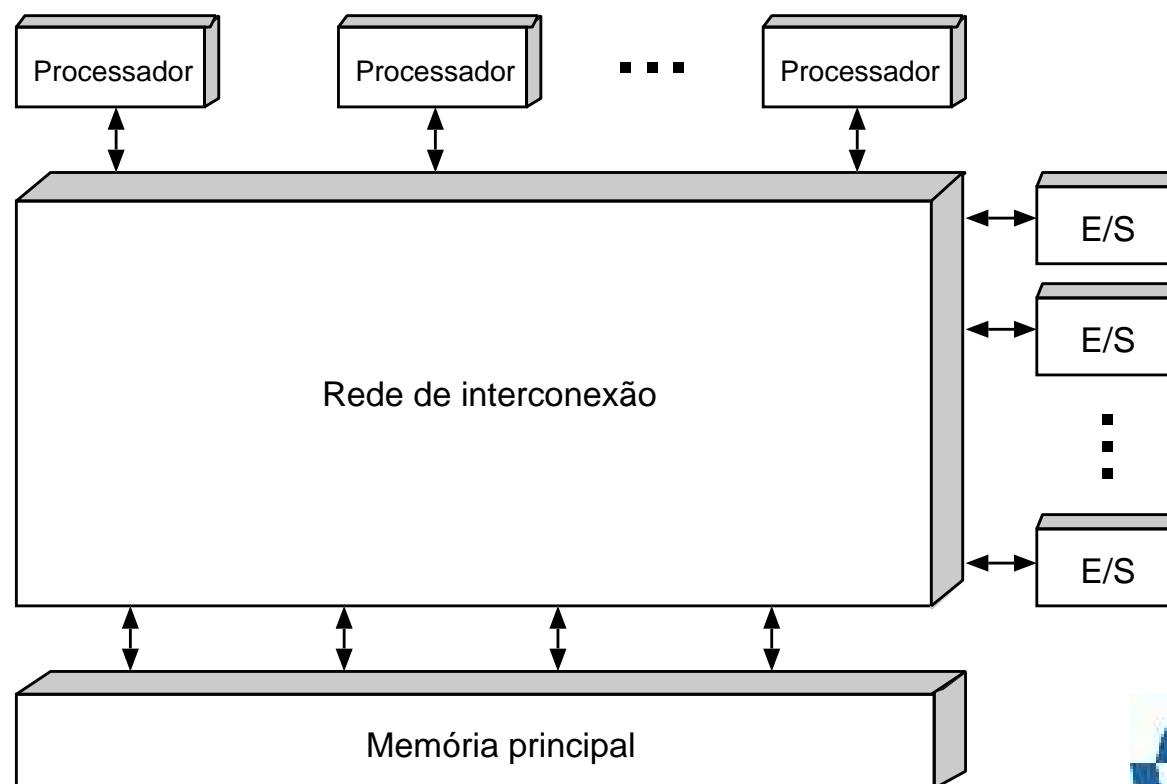 Processador
Processador
Processador
E/S
E/S
Rede de interconexão
E/S
Memória principal